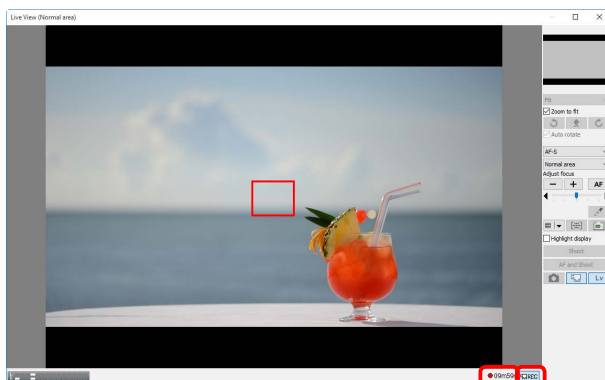 Live View (Normal area)
Fit
Zoom to fit
Auto rotate
AF-S
Normal area
Adjust focus
AF
Highlight display
Shoot
AF and Shoot
Lv
REC